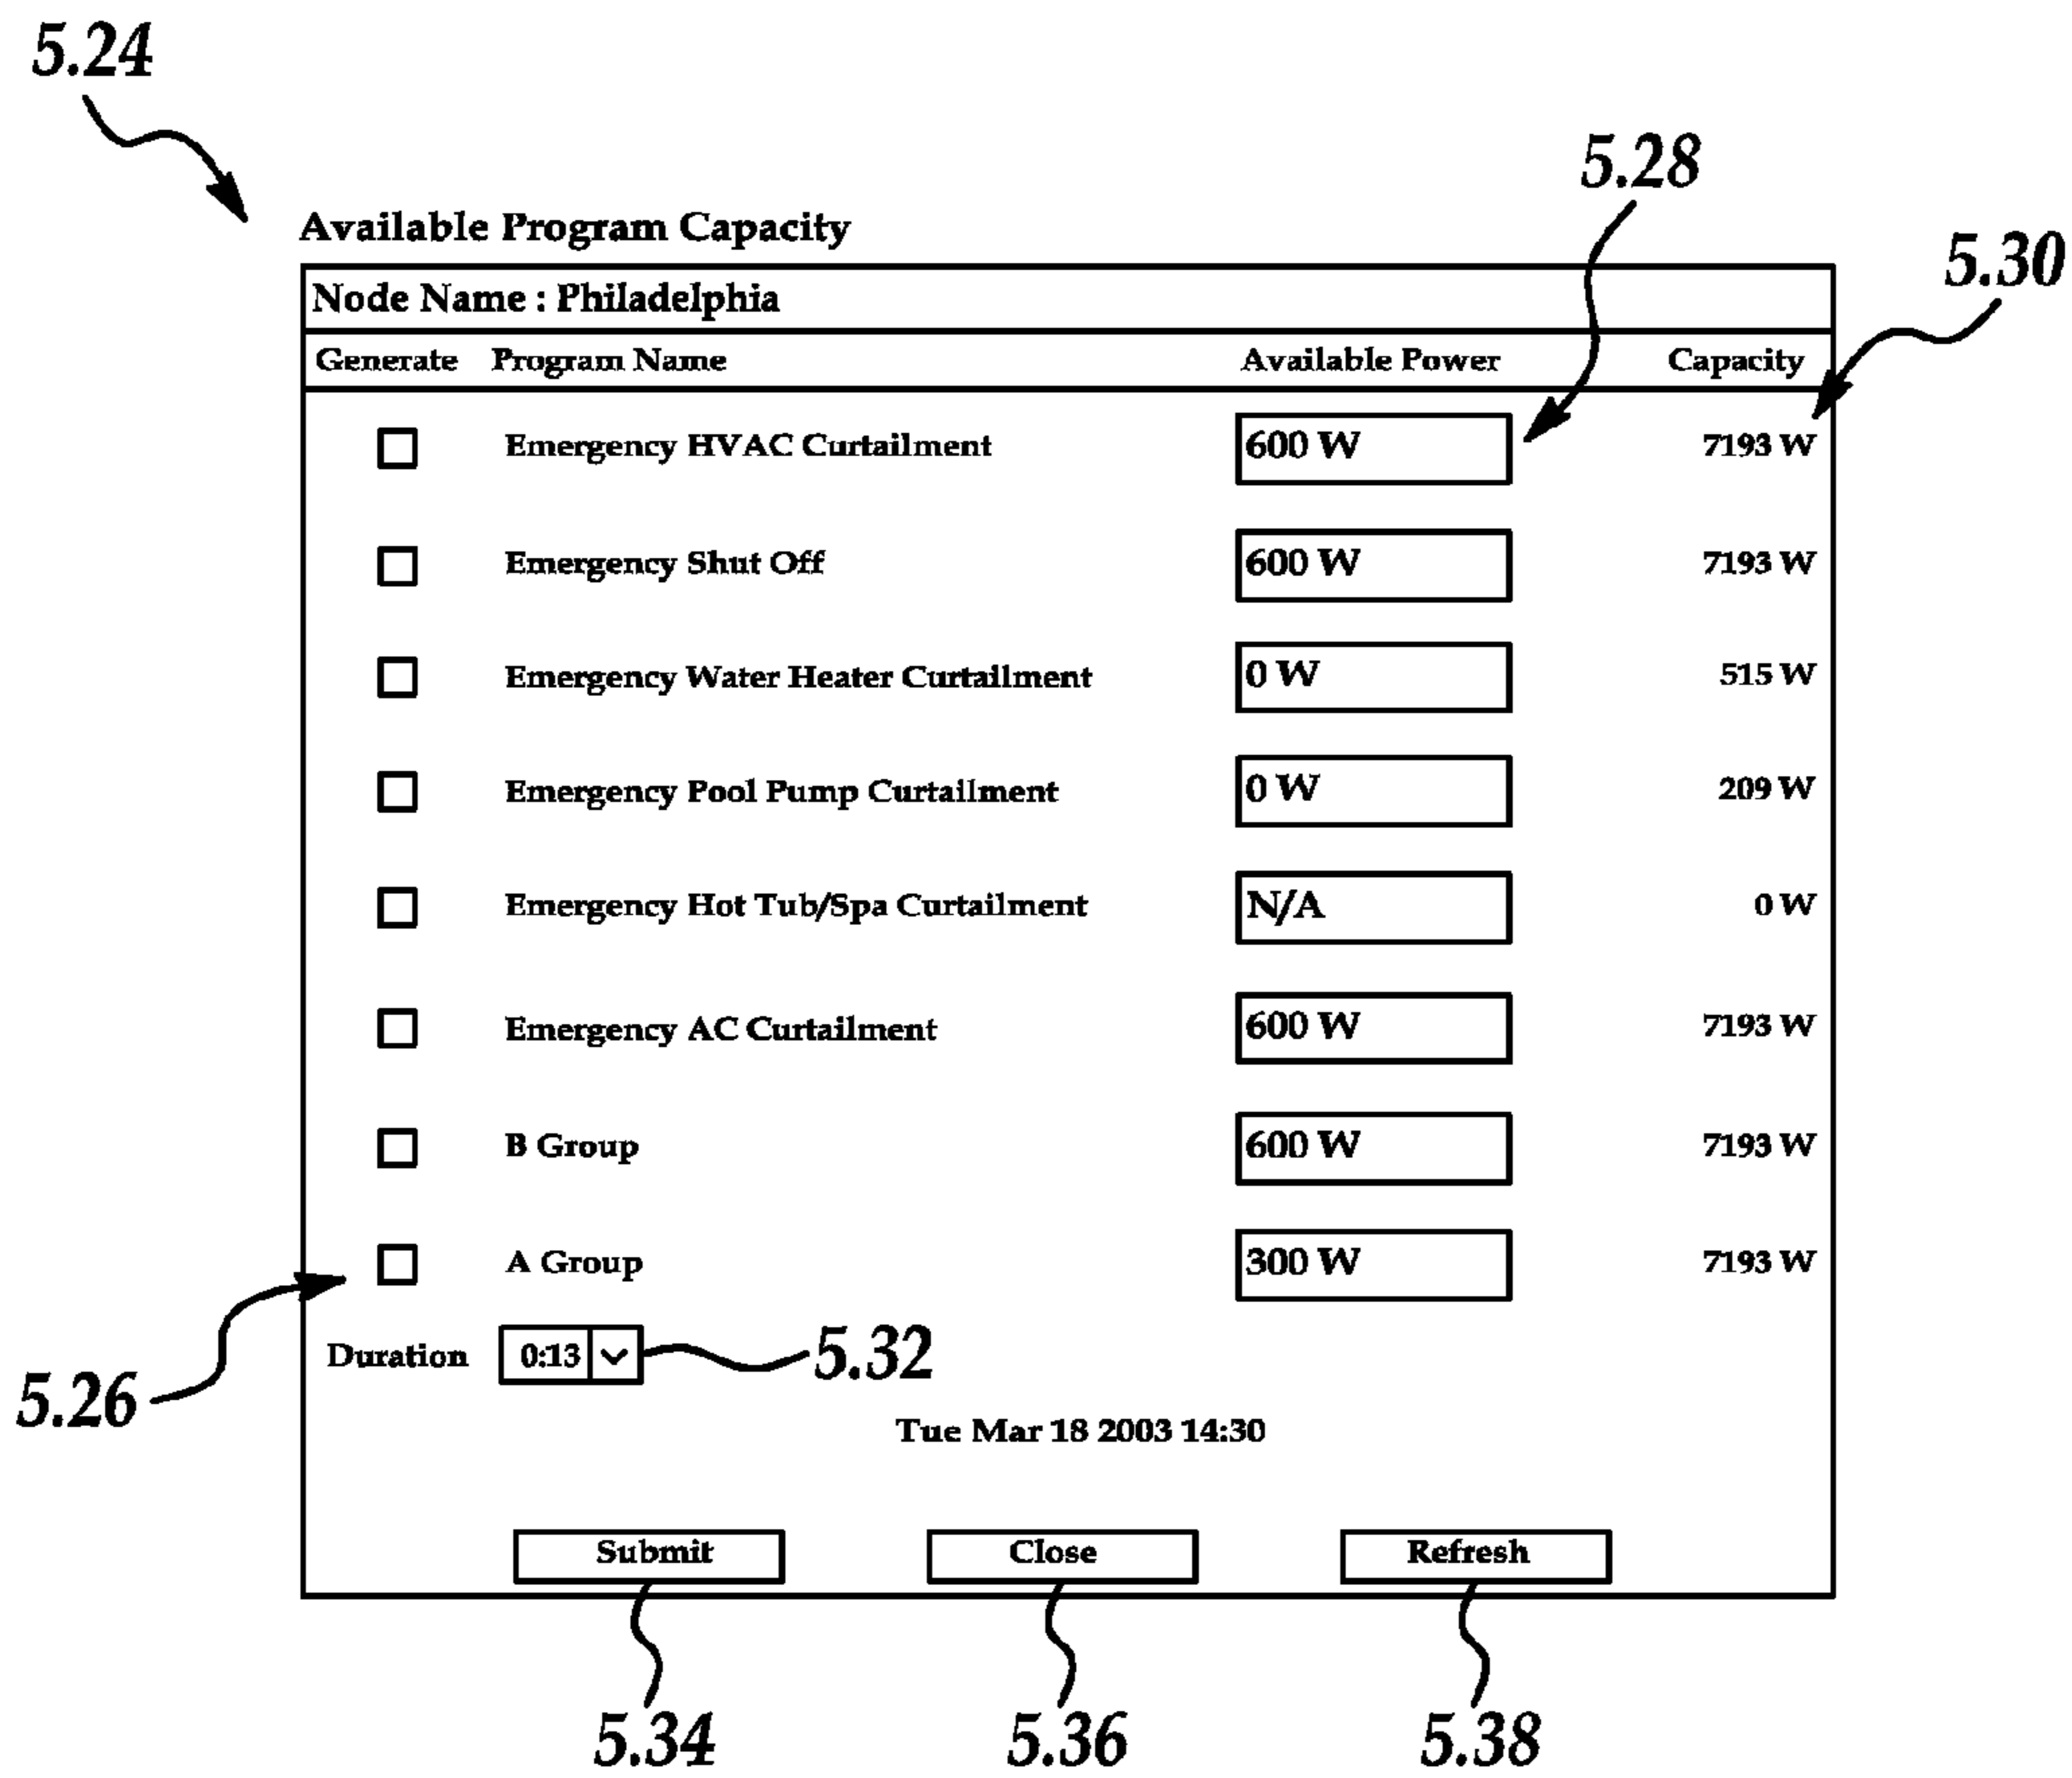 5.24
5.28
Available Program Capacity
5.30
Node Name : Philadelphia
Generate Program Name Available Power Capacity
Emergency HVAC Curtailment 600 W 7193 W
Emergency Shut Off 600 W 7193 W
Emergency Water Heater Curtailment 0 W 515 W
Emergency Pool Pump Curtailment 0 W 209 W
Emergency Hot Tub/Spa Curtailment N/A 0 W
Emergency AC Curtailment 600 W 7193 W
B Group 600 W 7193 W
A Group 300 W 7193 W
Duration 0:13 5.32
5.26
Tue Mar 18 2003 14:30
Submit Close Refresh
5.34 5.36 5.38